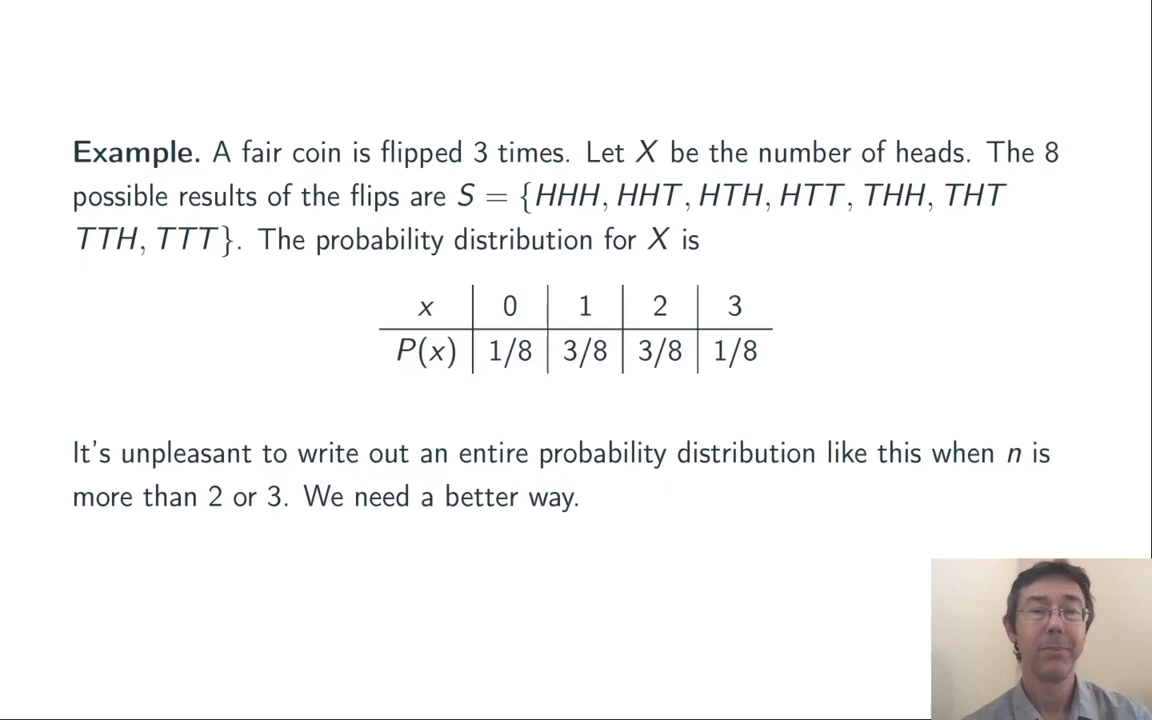 Example. A fair coin is flipped 3 times. Let X be the number of heads. The 8
possible results of the flips are S = {HHH, HHT, HTH, HTT, THH, THT
TTH, TTT}. The probability distribution for X is
x 0 1 2 3
P(x) 1/8 3/8 3/8 1/8
It's unpleasant to write out an entire probability distribution like this when n is
more than 2 or 3. We need a better way.